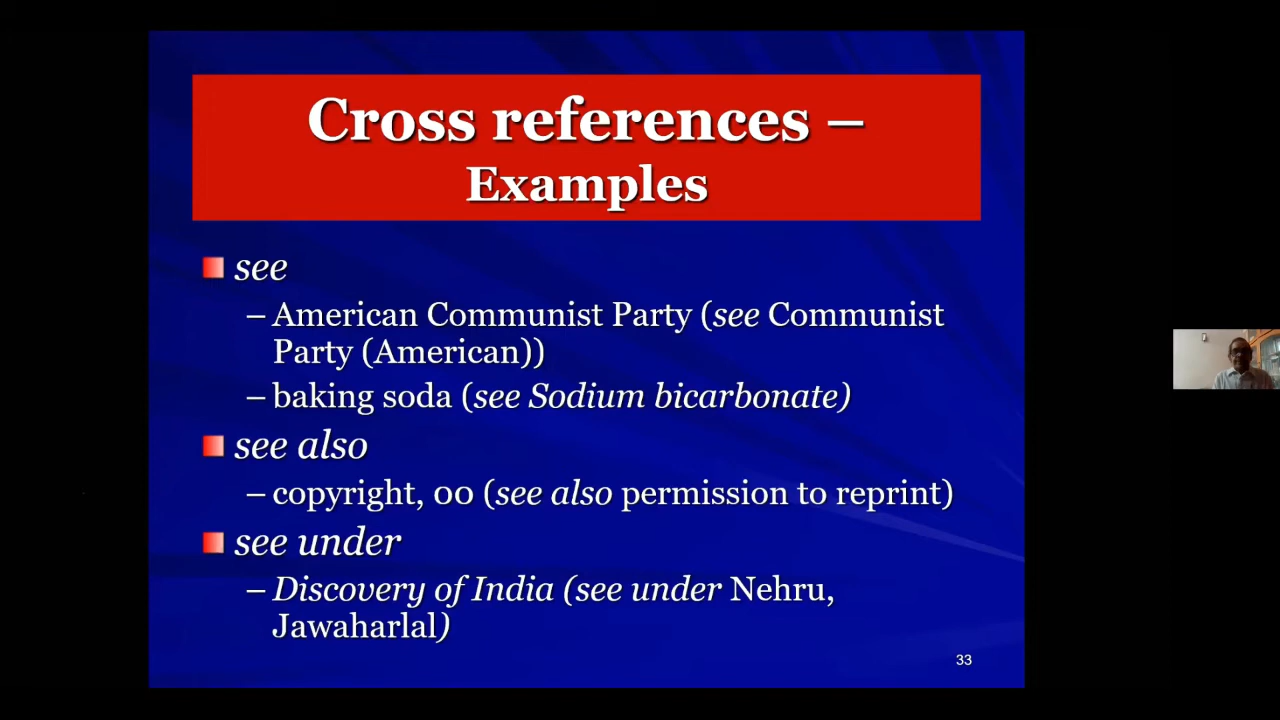 Cross references –
Examples
see
– American Communist Party (see Communist
Party (American))
– baking soda (see Sodium bicarbonate)
see also
– copyright, 00 (see also permission to reprint)
see under
– Discovery of India (see under Nehru,
Jawaharlal)
33